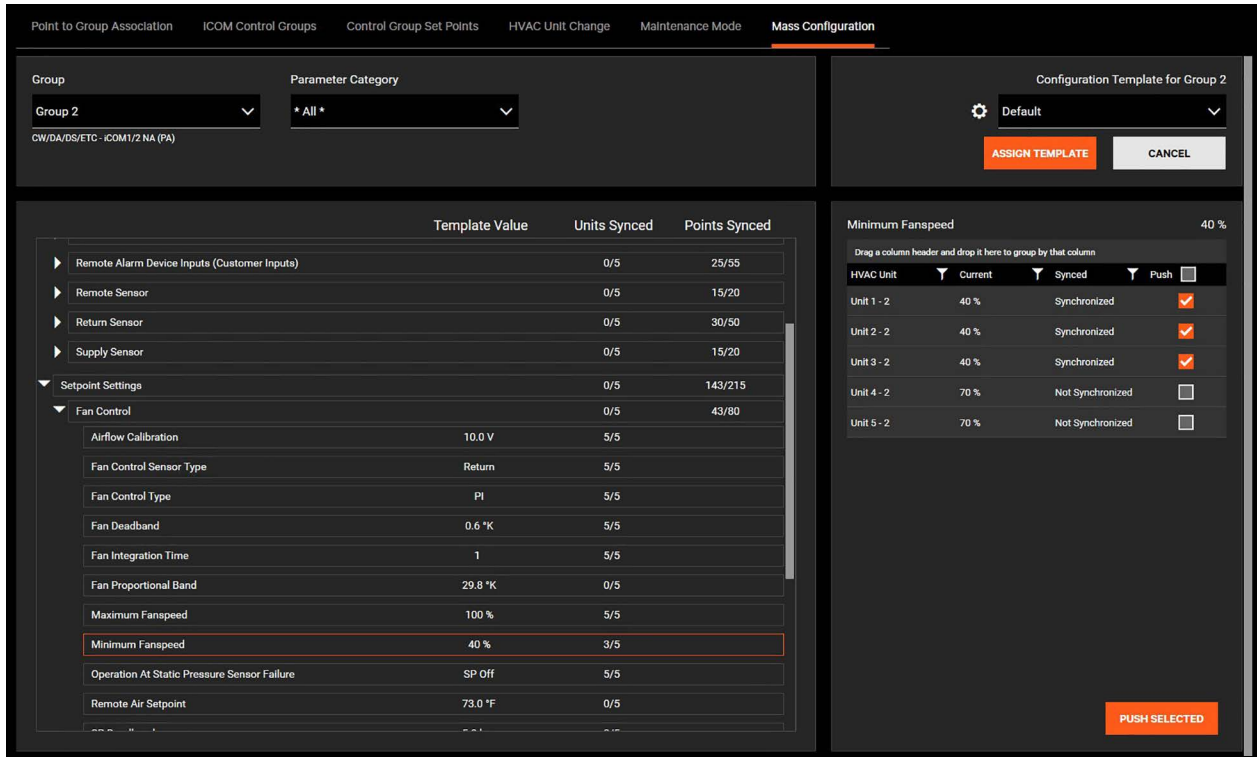 Point to Group Association ICOM Control Groups Control Group Set Points HVAC Unit Change Maintenance Mode Mass Configuration
Group Parameter Category
Group 2 * All *
CW/DA/DS/ETC - iCOM1/2 NA (PA)
Configuration Template for Group 2
Default
ASSIGN TEMPLATE CANCEL
Template Value Units Synced Points Synced
Remote Alarm Device Inputs (Customer Inputs) 0/5 25/55
Remote Sensor 0/5 15/20
Return Sensor 0/5 30/50
Supply Sensor 0/5 15/20
Setpoint Settings 0/5 143/215
Fan Control 0/5 43/80
Airflow Calibration 10.0 V 5/5
Fan Control Sensor Type Return 5/5
Fan Control Type PI 5/5
Fan Deadband 0.6 °K 5/5
Fan Integration Time 1 5/5
Fan Proportional Band 29.8 °K 0/5
Maximum Fanspeed 100 % 5/5
Minimum Fanspeed 40 % 3/5
Operation At Static Pressure Sensor Failure SP Off 5/5
Remote Air Setpoint 73.0 °F 0/5
Minimum Fanspeed 40 %
Drag a column header and drop it here to group by that column
HVAC Unit Current Synced Push
Unit 1 - 2 40 % Synchronized
Unit 2 - 2 40 % Synchronized
Unit 3 - 2 40 % Synchronized
Unit 4 - 2 70 % Not Synchronized
Unit 5 - 2 70 % Not Synchronized
PUSH SELECTED